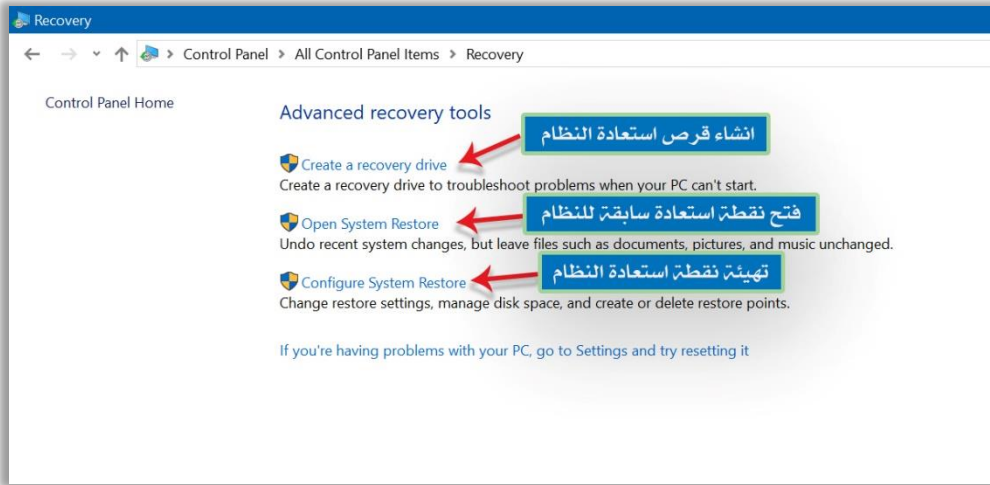 Recovery
Control Panel > All Control Panel Items > Recovery
Control Panel Home
Advanced recovery tools
انشاء قرص استعادة النظام
Create a recovery drive
Create a recovery drive to troubleshoot problems when your PC can't start.
فتح نقطة استعادة سابقة للنظام
Open System Restore
Undo recent system changes, but leave files such as documents, pictures, and music unchanged.
تهيئة نقطة استعادة النظام
Configure System Restore
Change restore settings, manage disk space, and create or delete restore points.
If you're having problems with your PC, go to Settings and try resetting it